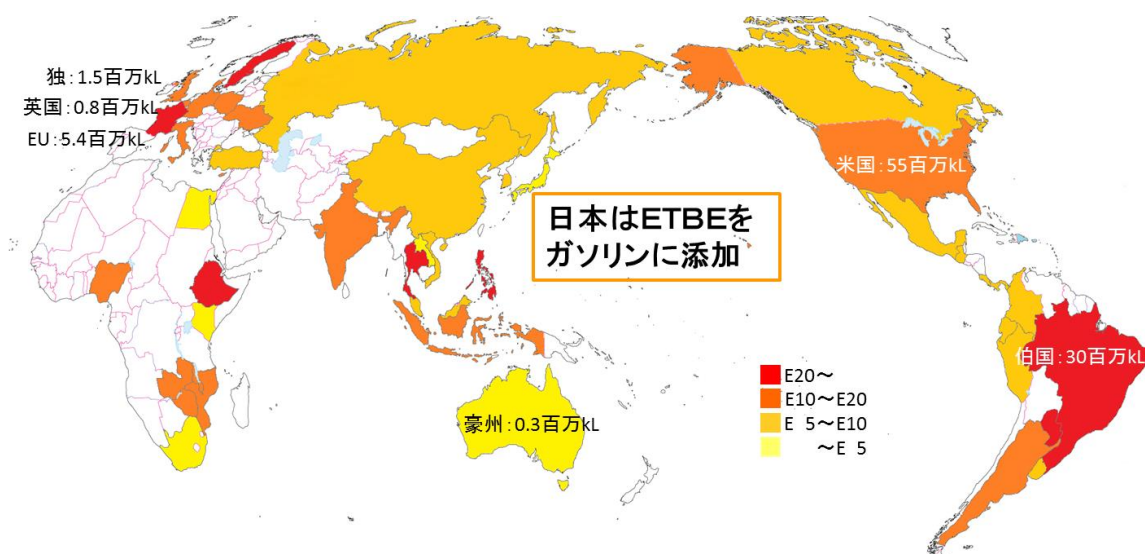 独：1.5百万kL
英国：0.8百万kL
EU：5.4百万kL
米国：55百万kL
日本はETBEを
ガソリンに添加
伯国：30百万kL
豪州：0.3百万kL
E20～
E10～E20
E 5～E10
～E 5